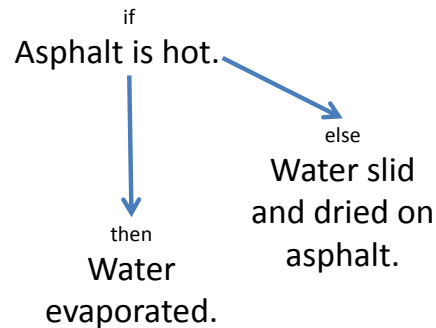 if
Asphalt is hot.
else
Water slid
and dried on
asphalt.
then
Water
evaporated.